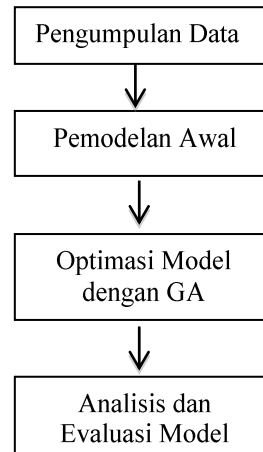 Pengumpulan Data
Pemodelan Awal
Optimasi Model
dengan GA
Analisis dan
Evaluasi Model